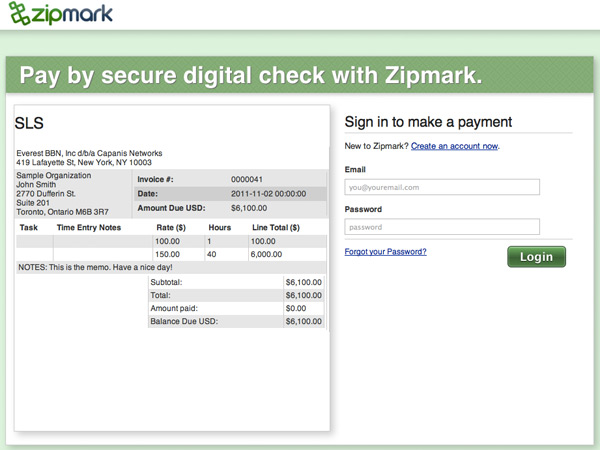 zipmark
Pay by secure digital check with Zipmark.
SLS
Everest BBN, Inc d/b/a Capanis Networks
419 Lafayette St, New York, NY 10003
Sample Organization
John Smith
2770 Dufferin St.
Suite 201
Toronto, Ontario M6B 3R7
Invoice #: 0000041
Date: 2011-11-02 00:00:00
Amount Due USD: $6,100.00
Task Time Entry Notes Rate ($) Hours Line Total ($)
100.00 1 100.00
150.00 40 6,000.00
NOTES: This is the memo. Have a nice day!
Subtotal: $6,100.00
Total: $6,100.00
Amount paid: $0.00
Balance Due USD: $6,100.00
Sign in to make a payment
New to Zipmark? Create an account now.
Email
you@youremail.com
Password
password
Forgot your Password?
Login